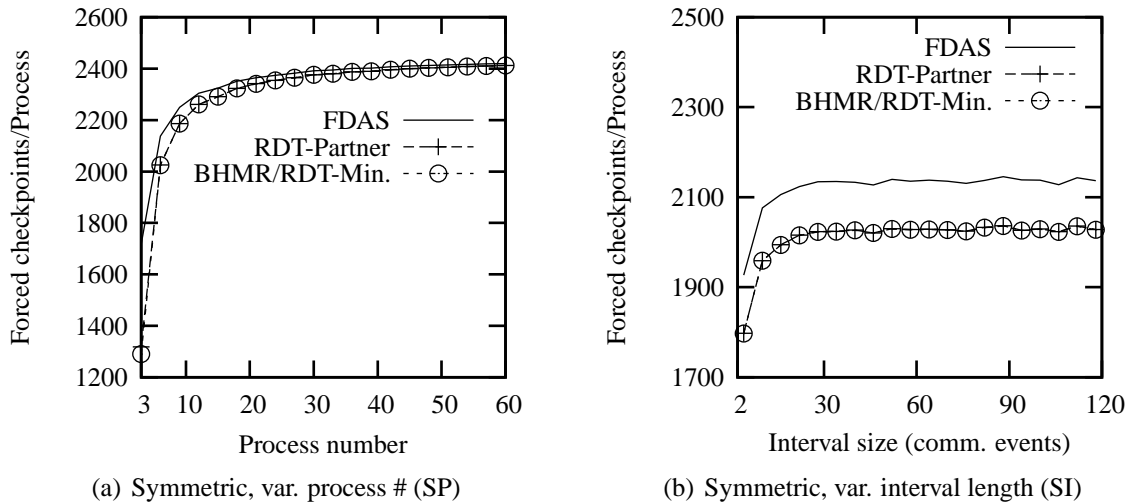 2600
2400
2200
2000
1800
1600
1400
1200
Forced checkpoints/Process
FDAS
RDT-Partner
BHMR/RDT-Min.
3 10 20 30 40 50 60
Process number
(a) Symmetric, var. process # (SP)
2500
2300
2100
1900
1700
Forced checkpoints/Process
FDAS
RDT-Partner
BHMR/RDT-Min.
2 30 60 90 120
Interval size (comm. events)
(b) Symmetric, var. interval length (SI)